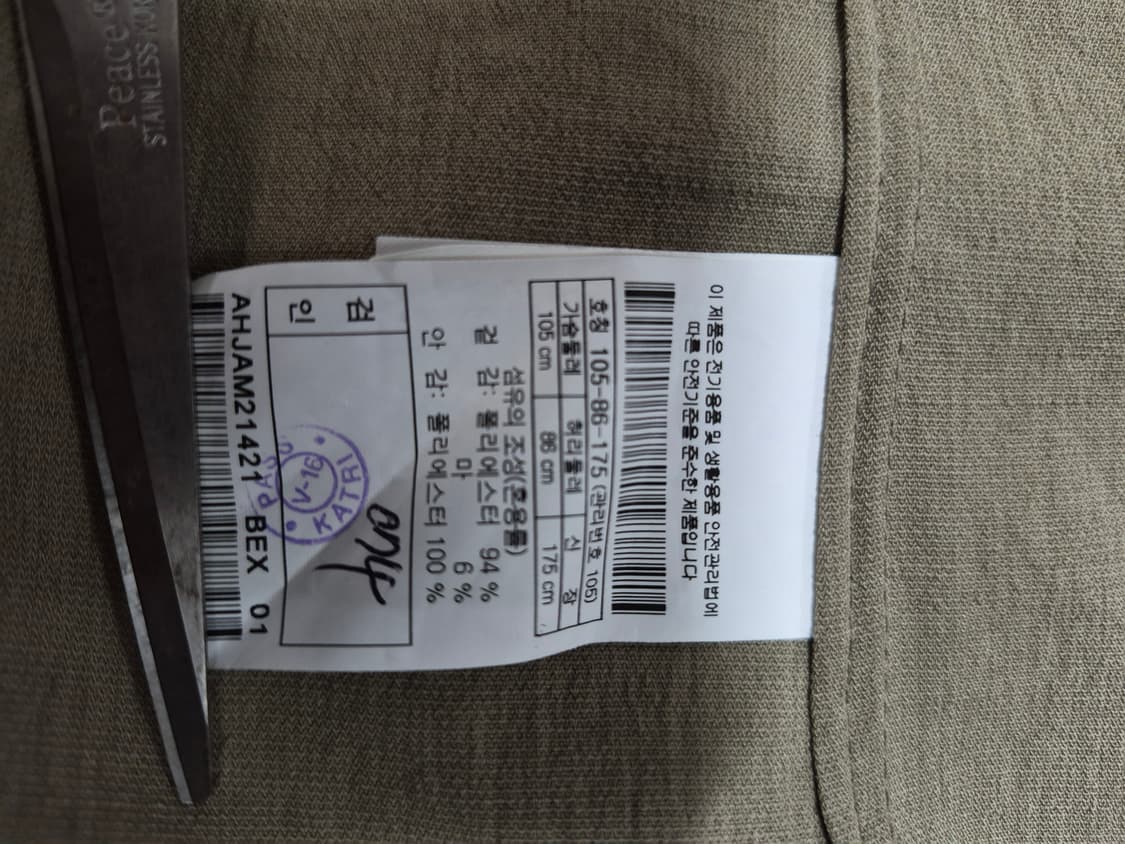 이 제품은 전기용품 및 생활용품 안전관리법에
따른 안전기준을 준수한 제품입니다
호칭 105-86-175 (관리번호 105)
가슴둘레 허리둘레 신 장
105 cm 86 cm 175 cm
섬유의 조성(혼용률)
겉 감: 폴리에스터 94 %
마 6 %
안 감: 폴리에스터 100 %
검
인
KATRI
V-16
AHJAM21421 BEX 01
Peace
STAINLESS